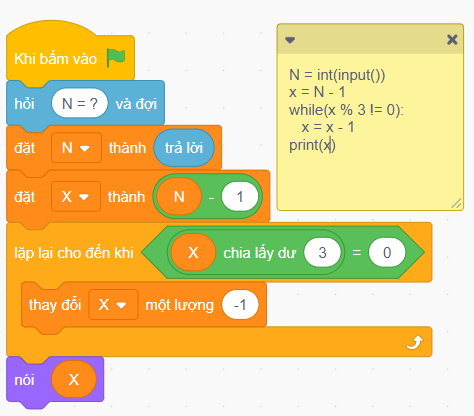 Khi bấm vào
hỏi N = ? và đợi
đặt N thành trả lời
đặt X thành N - 1
lặp lại cho đến khi X chia lấy dư 3 = 0
thay đổi X một lượng -1
nói X
N = int(input())
x = N - 1
while(x % 3 != 0):
x = x - 1
print(x)